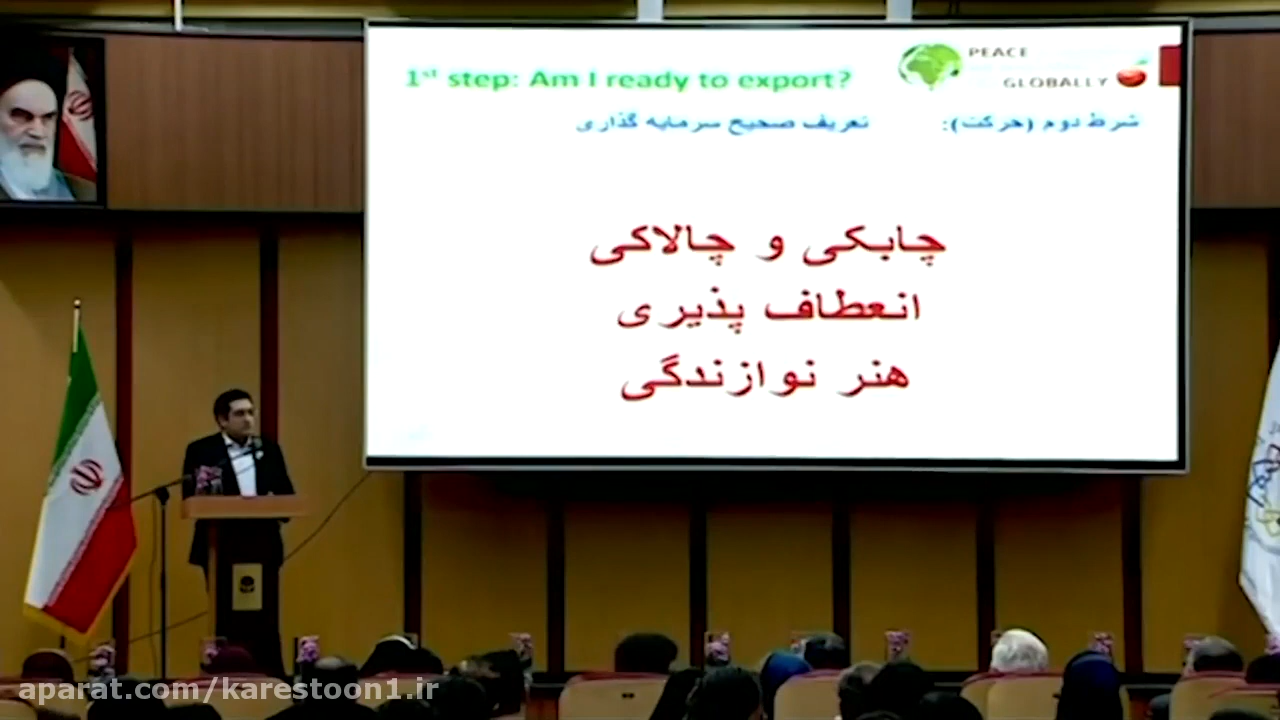 1st step: Am I ready to export?
PEACE
GLOBALLY
شرط دوم (حرکت): تعریف صحیح سرمایه گذاری
چابکی و چالاکی
انعطاف پذیری
هنر نوازندگی
aparat.com/karestoon1.ir